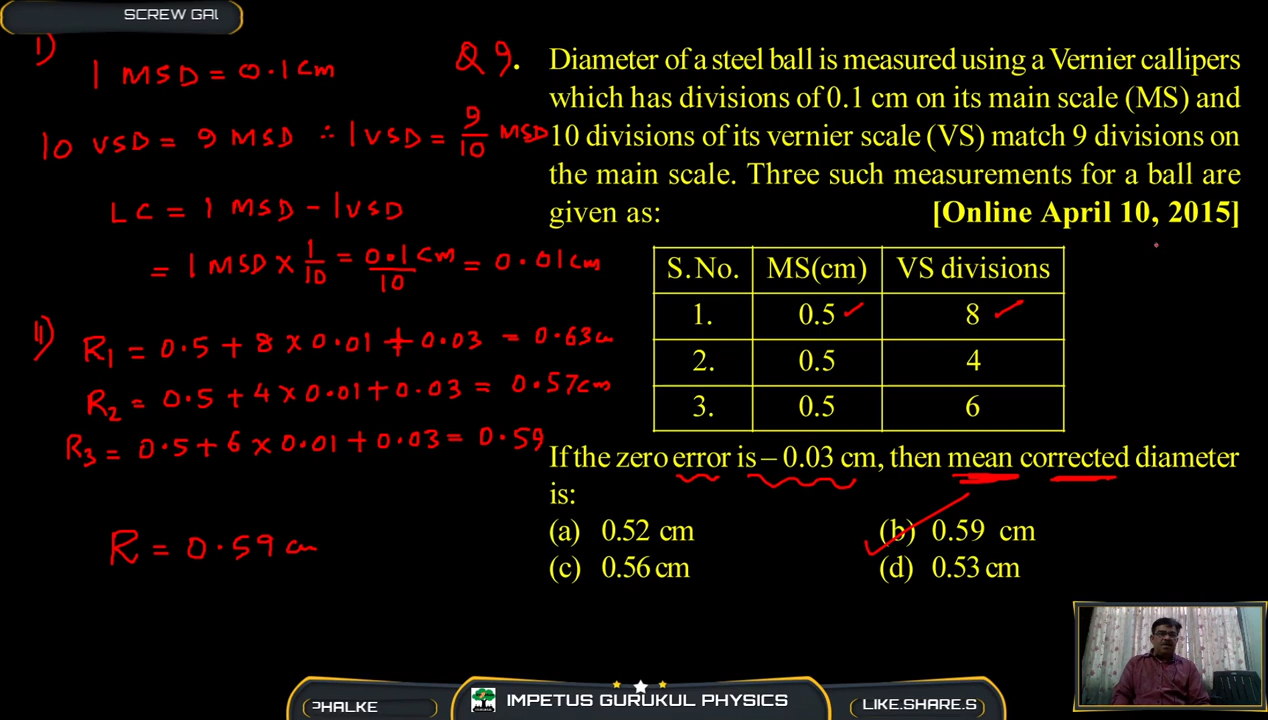 SCREW GAU
1)
1 MSD = 0.1 cm
10 VSD = 9 MSD ∴ 1 VSD = 9/10 MSD
LC = 1 MSD - 1 VSD
= 1 MSD × 1/10 = 0.1 cm/10 = 0.01 cm
11)
R1 = 0.5 + 8 × 0.01 + 0.03 = 0.63 cm
R2 = 0.5 + 4 × 0.01 + 0.03 = 0.57 cm
R3 = 0.5 + 6 × 0.01 + 0.03 = 0.59
R = 0.59 cm
Q 9. Diameter of a steel ball is measured using a Vernier callipers
which has divisions of 0.1 cm on its main scale (MS) and
10 divisions of its vernier scale (VS) match 9 divisions on
the main scale. Three such measurements for a ball are
given as: [Online April 10, 2015]
S.No. MS(cm) VS divisions
1. 0.5 8
2. 0.5 4
3. 0.5 6
If the zero error is – 0.03 cm, then mean corrected diameter
is:
(a) 0.52 cm (b) 0.59 cm
(c) 0.56 cm (d) 0.53 cm
PHALKE
IMPETUS GURUKUL PHYSICS
LIKE.SHARE.S